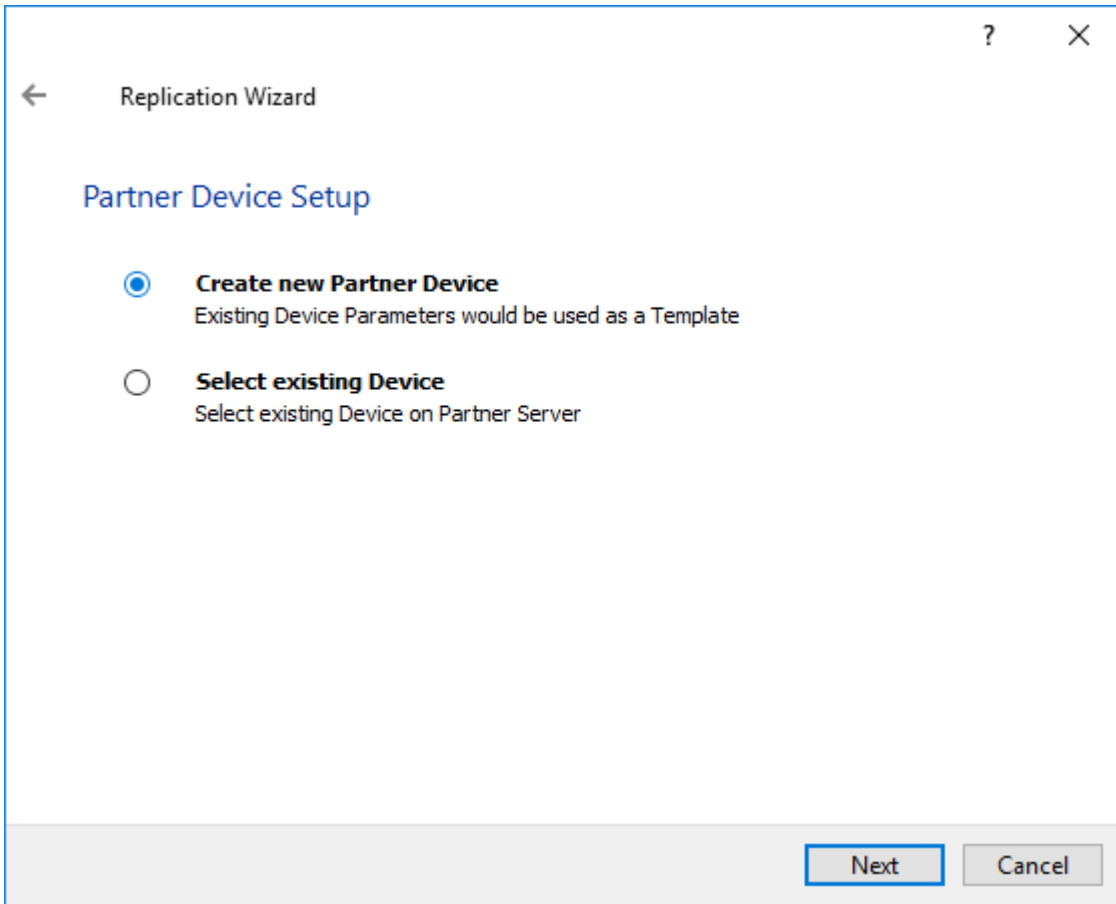 ?
Replication Wizard
Partner Device Setup
Create new Partner Device
Existing Device Parameters would be used as a Template
Select existing Device
Select existing Device on Partner Server
Next Cancel